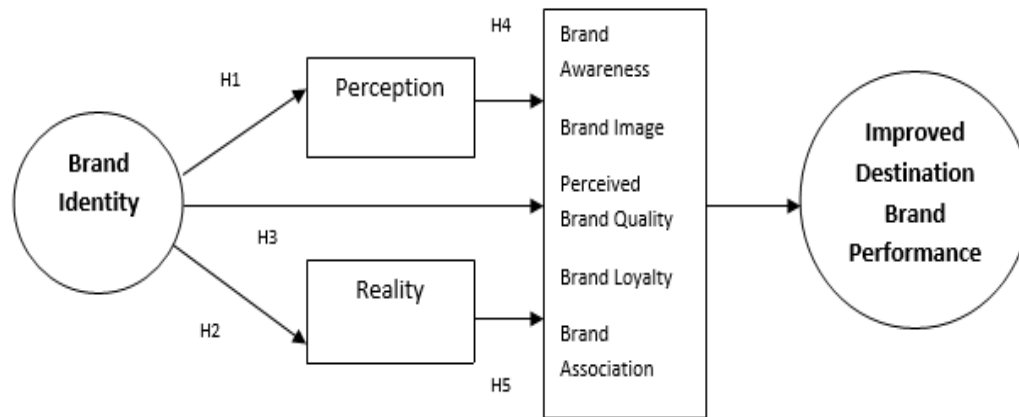 Brand
Identity
H1
H3
H2
Perception
Reality
H4
H5
Brand
Awareness
Brand Image
Perceived
Brand Quality
Brand Loyalty
Brand
Association
Improved
Destination
Brand
Performance